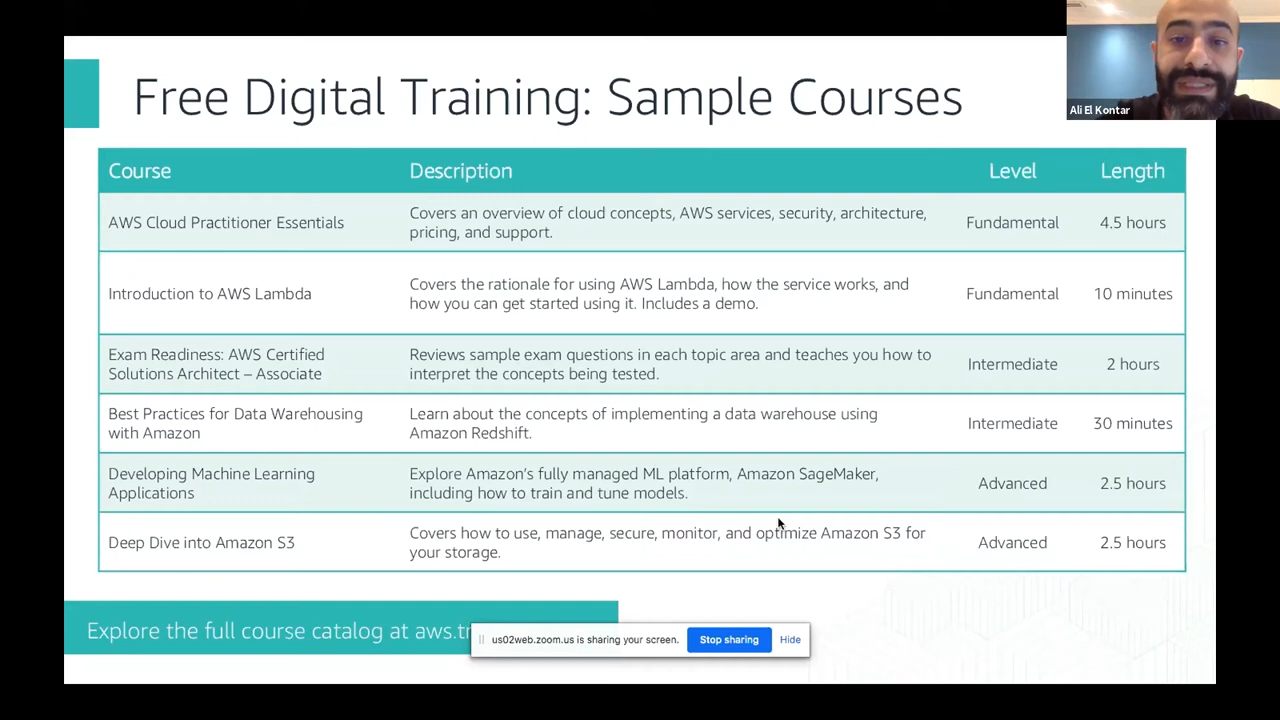 Free Digital Training: Sample Courses
Ali El Kontar
Course Description Level Length
AWS Cloud Practitioner Essentials
Covers an overview of cloud concepts, AWS services, security, architecture,
pricing, and support.
Fundamental
4.5 hours
Introduction to AWS Lambda
Covers the rationale for using AWS Lambda, how the service works, and
how you can get started using it. Includes a demo.
Fundamental
10 minutes
Exam Readiness: AWS Certified
Solutions Architect – Associate
Reviews sample exam questions in each topic area and teaches you how to
interpret the concepts being tested.
Intermediate
2 hours
Best Practices for Data Warehousing
with Amazon
Learn about the concepts of implementing a data warehouse using
Amazon Redshift.
Intermediate
30 minutes
Developing Machine Learning
Applications
Explore Amazon's fully managed ML platform, Amazon SageMaker,
including how to train and tune models.
Advanced
2.5 hours
Deep Dive into Amazon S3
Covers how to use, manage, secure, monitor, and optimize Amazon S3 for
your storage.
Advanced
2.5 hours
Explore the full course catalog at
us02web.zoom.us is sharing your screen.
Stop sharing
Hide